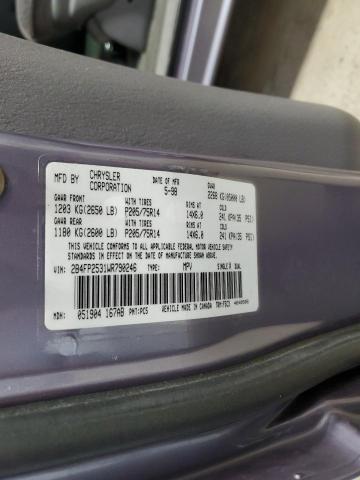 MFD BY CHRYSLER CORPORATION DATE OF MFG 5-98 GVWR 2268 KG(05000 LB)
GAWR FRONT WITH TIRES RIMS AT COLD
1203 KG(2650 LB) P205/75R14 14X6.0 241 KPA(35 PSI)
GAWR REAR WITH TIRES RIMS AT COLD
1180 KG(2600 LB) P205/75R14 14X6.0 241 KPA(35 PSI)
THIS VEHICLE CONFORMS TO ALL APPLICABLE FEDERAL MOTOR VEHICLE SAFETY
STANDARDS IN EFFECT ON THE DATE OF MANUFACTURE SHOWN ABOVE.
VIN: 2B4FP2531WR790246 TYPE: MPV SINGLE X DUAL
MDH: 051904 167AB PNT: PC5 VEHICLE MADE IN CANADA